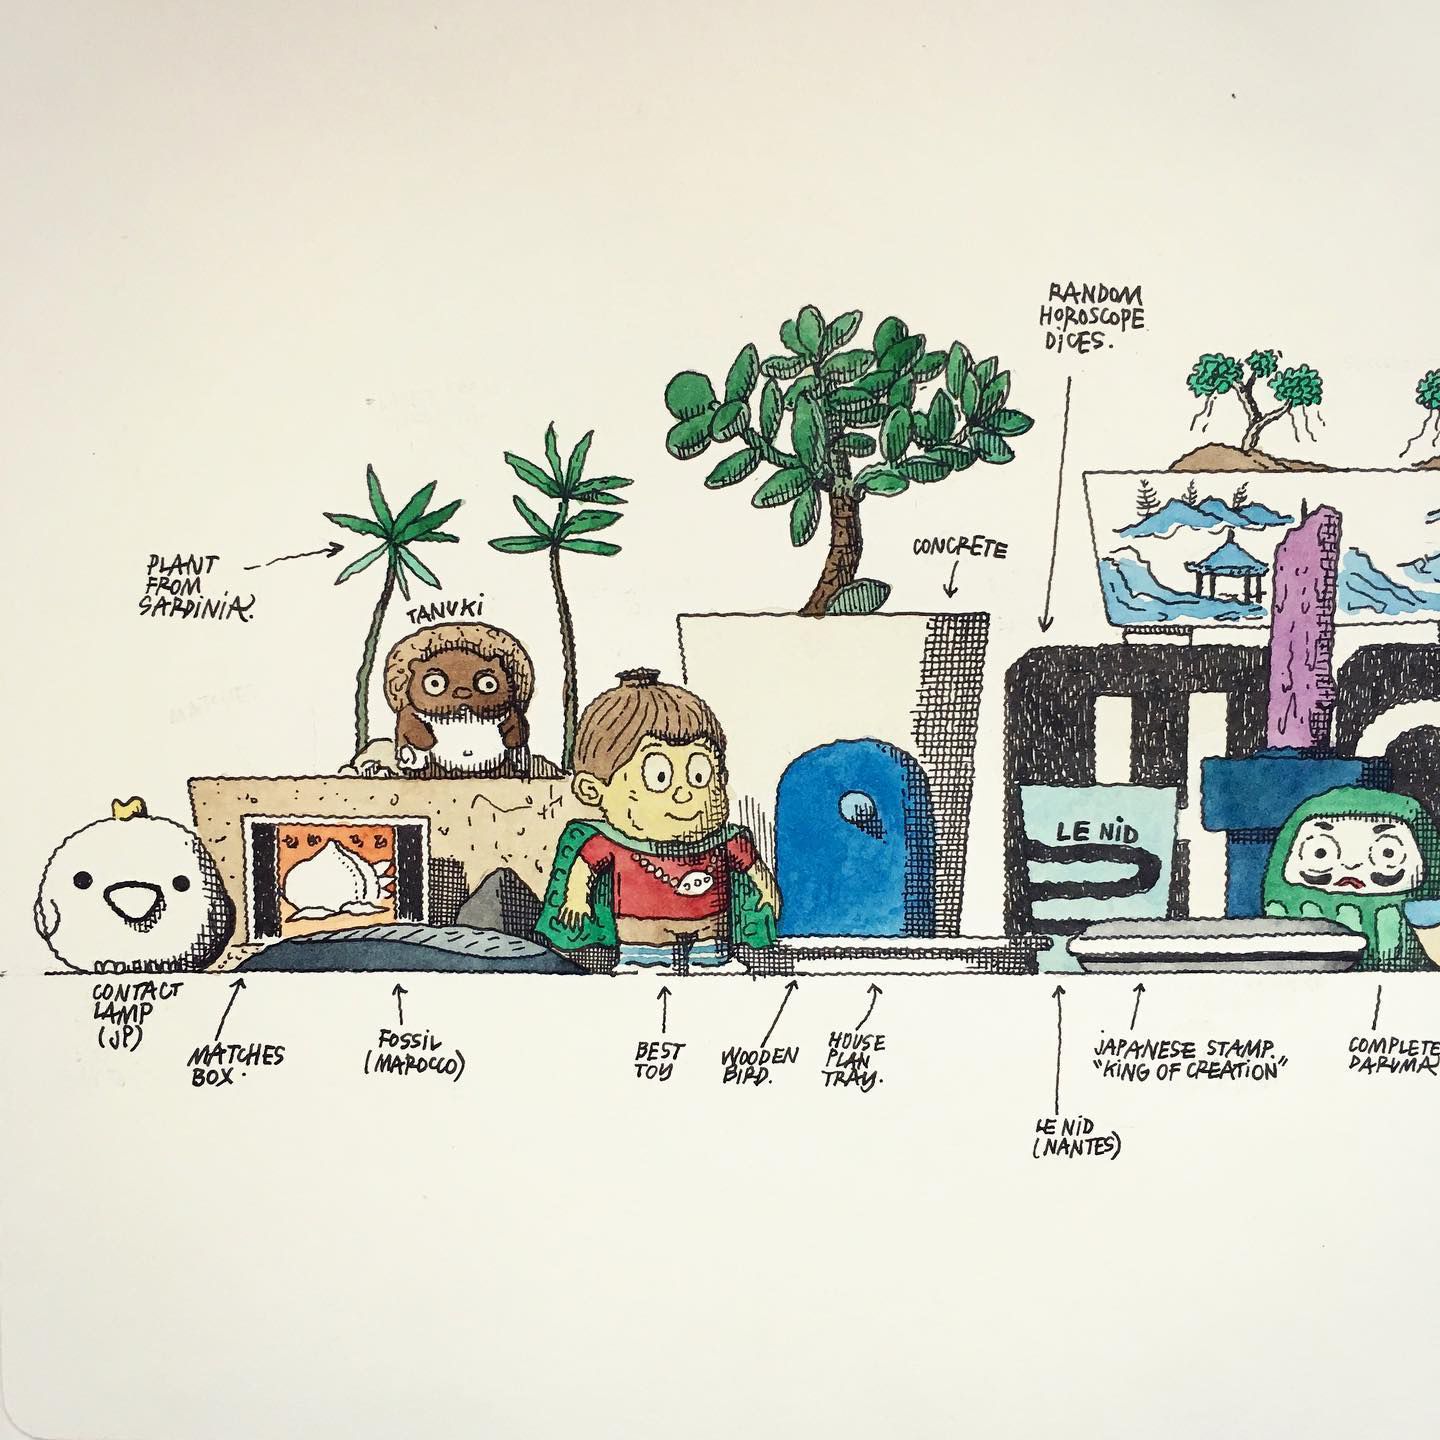 RANDOM
HOROSCOPE
DiCES.
CONCRETE
PLANT
FROM
SARDINIA.
TANUKi
LE NiD
CONTACT
LAMP
(JP)
MATCHES
BOX.
FOSSIL
(MAROCCO)
BEST
TOY
WOODEN
BIRD.
HOUSE
PLAN
TRAY.
LE NiD
(NANTES)
JAPANESE STAMP.
"KING OF CREATION"
COMPLETE
DARUMA